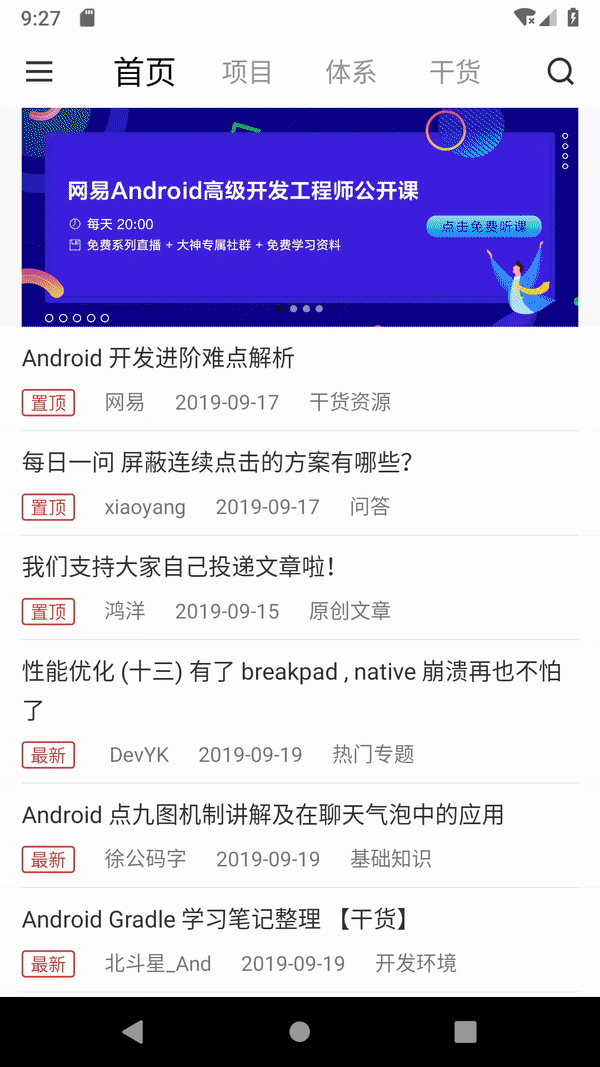 9:27
首页 项目 体系 干货
网易Android高级开发工程师公开课
每天 20:00
点击免费听课
免费系列直播 + 大神专属社群 + 免费学习资料
Android 开发进阶难点解析
置顶 网易 2019-09-17 干货资源
每日一问 屏蔽连续点击的方案有哪些?
置顶 xiaoyang 2019-09-17 问答
我们支持大家自己投递文章啦！
置顶 鸿洋 2019-09-15 原创文章
性能优化 (十三) 有了 breakpad , native 崩溃再也不怕
了
最新 DevYK 2019-09-19 热门专题
Android 点九图机制讲解及在聊天气泡中的应用
最新 徐公码字 2019-09-19 基础知识
Android Gradle 学习笔记整理 【干货】
最新 北斗星_And 2019-09-19 开发环境